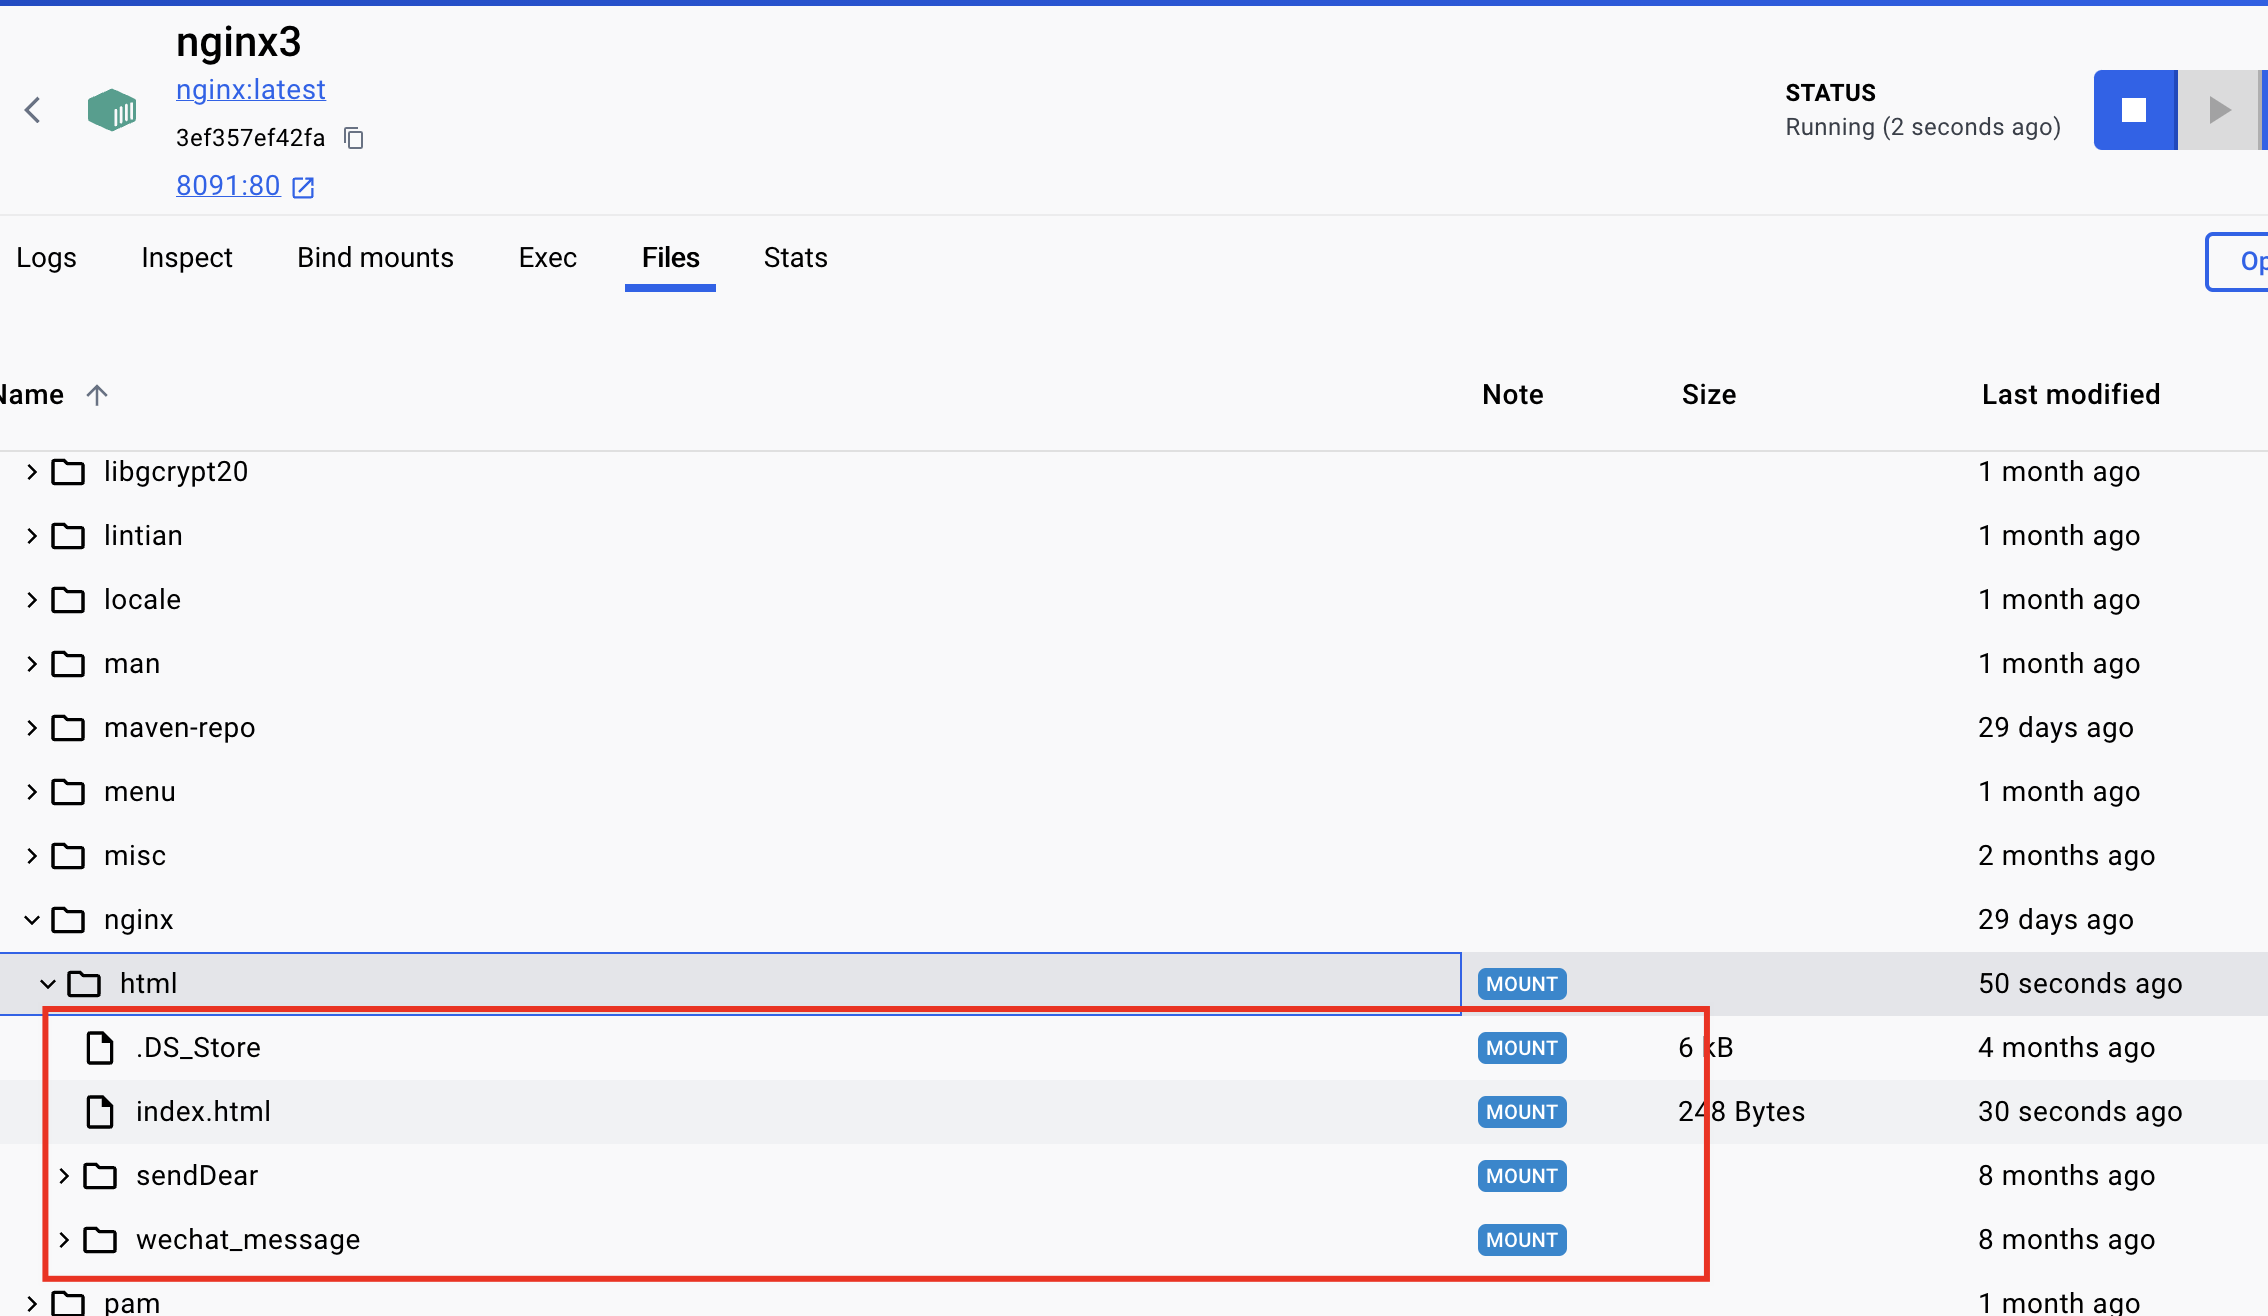 nginx3
nginx:latest
3ef357ef42fa
8091:80
STATUS
Running (2 seconds ago)
Logs Inspect Bind mounts Exec Files Stats
Name Note Size Last modified
libgcrypt20 1 month ago
lintian 1 month ago
locale 1 month ago
man 1 month ago
maven-repo 29 days ago
menu 1 month ago
misc 2 months ago
nginx 29 days ago
html MOUNT 50 seconds ago
.DS_Store MOUNT 6 kB 4 months ago
index.html MOUNT 248 Bytes 30 seconds ago
sendDear MOUNT 8 months ago
wechat_message MOUNT 8 months ago
pam 1 month ago